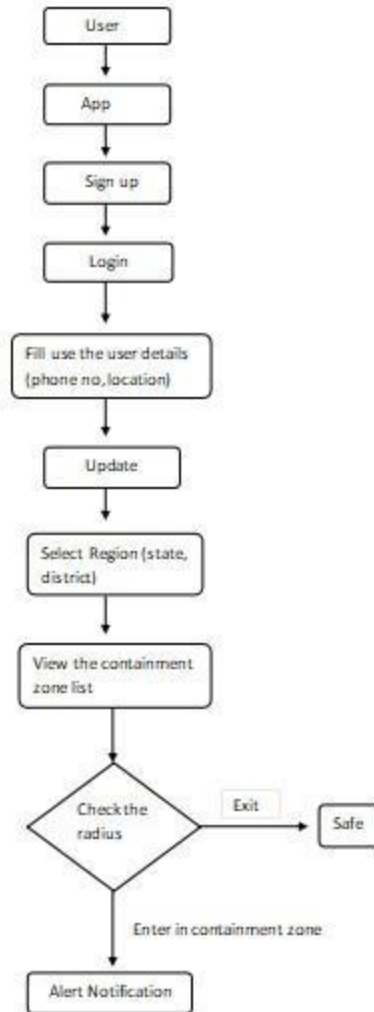 User
App
Sign up
Login
Fill use the user details
(phone no,location)
Update
Select Region (state,
district)
View the containment
zone list
Check the
radius
Exit
Safe
Enter in containment zone
Alert Notification